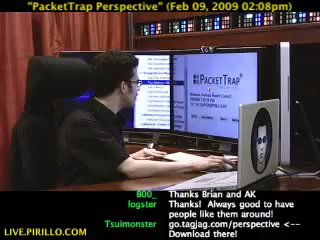 "PacketTrap Perspective" (Feb 09, 2009 02:08pm)
PACKETTRAP
800_ Thanks Brian and AK
logster Thanks! Always good to have
people like them around!
Tsuimonster go.tagjag.com/perspective <--
LIVE.PIRILLO.COM Download there!